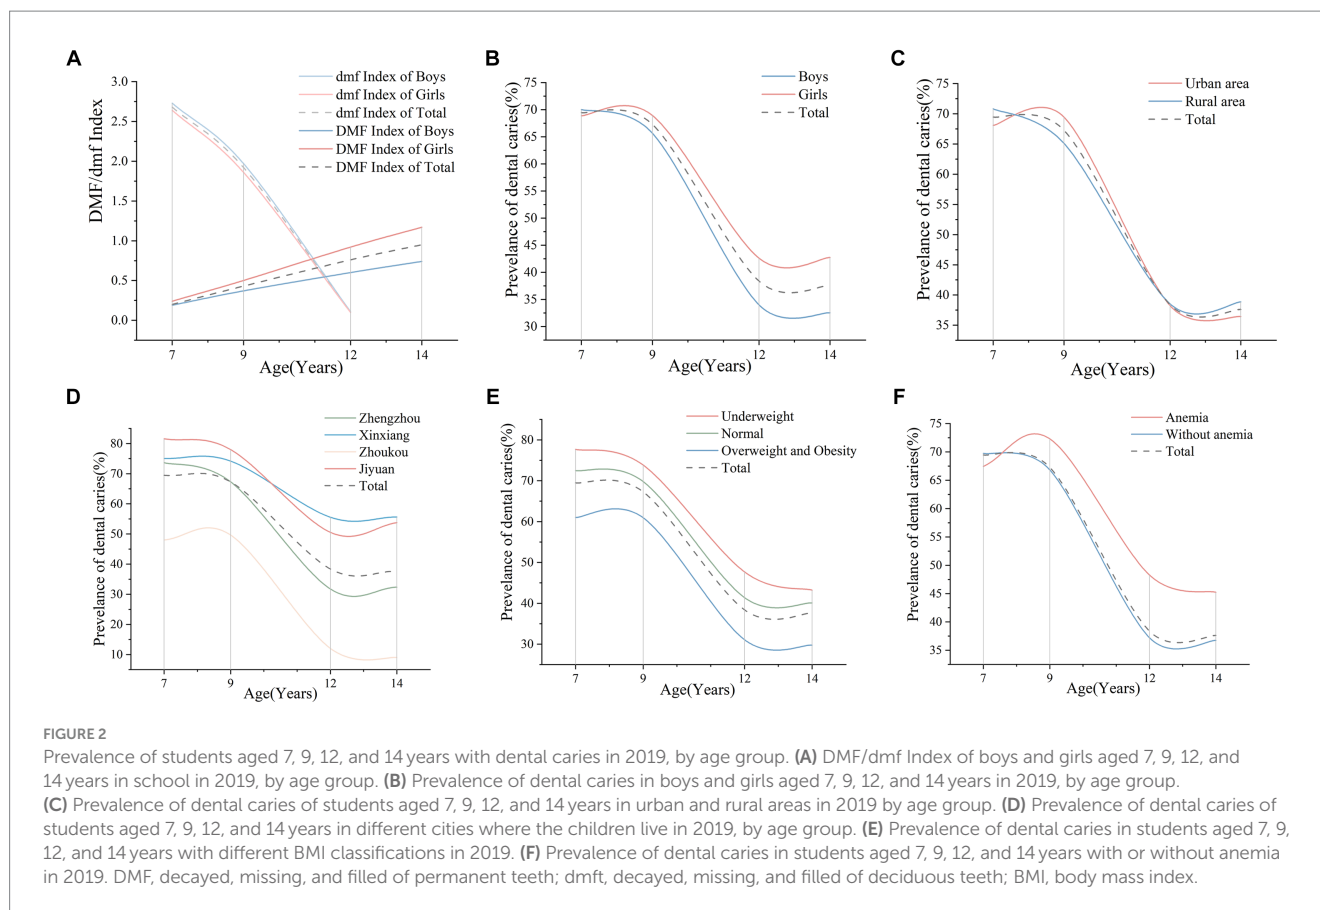 A
3.0
2.5
2.0
1.5
1.0
0.5
0.0
DMF/dmf Index
dmf Index of Boys
dmf Index of Girls
dmf Index of Total
DMF Index of Boys
DMF Index of Girls
DMF Index of Total
7
9
12
14
Age(Years)
B
75
70
65
60
55
50
45
40
35
30
Prevelance of dental caries(%)
Boys
Girls
Total
7
9
12
14
Age(Years)
C
75
70
65
60
55
50
45
40
35
Prevelance of dental caries(%)
Urban area
Rural area
Total
7
9
12
14
Age(Years)
D
80
70
60
50
40
30
20
10
Prevelance of dental caries(%)
Zhengzhou
Xinxiang
Zhoukou
Jiyuan
Total
7
9
12
14
Age(Years)
E
80
70
60
50
40
30
Prevelance of dental caries(%)
Underweight
Normal
Overweight and Obesity
Total
7
9
12
14
Age(Years)
F
75
70
65
60
55
50
45
40
35
Prevelance of dental caries(%)
Anemia
Without anemia
Total
7
9
12
14
Age(Years)
FIGURE 2
Prevalence of students aged 7, 9, 12, and 14 years with dental caries in 2019, by age group. (A) DMF/dmf Index of boys and girls aged 7, 9, 12, and
14 years in school in 2019, by age group. (B) Prevalence of dental caries in boys and girls aged 7, 9, 12, and 14 years in 2019, by age group.
(C) Prevalence of dental caries of students aged 7, 9, 12, and 14 years in urban and rural areas in 2019 by age group. (D) Prevalence of dental caries of
students aged 7, 9, 12, and 14 years in different cities where the children live in 2019, by age group. (E) Prevalence of dental caries in students aged 7, 9,
12, and 14 years with different BMI classifications in 2019. (F) Prevalence of dental caries in students aged 7, 9, 12, and 14 years with or without anemia
in 2019. DMF, decayed, missing, and filled of permanent teeth; dmft, decayed, missing, and filled of deciduous teeth; BMI, body mass index.